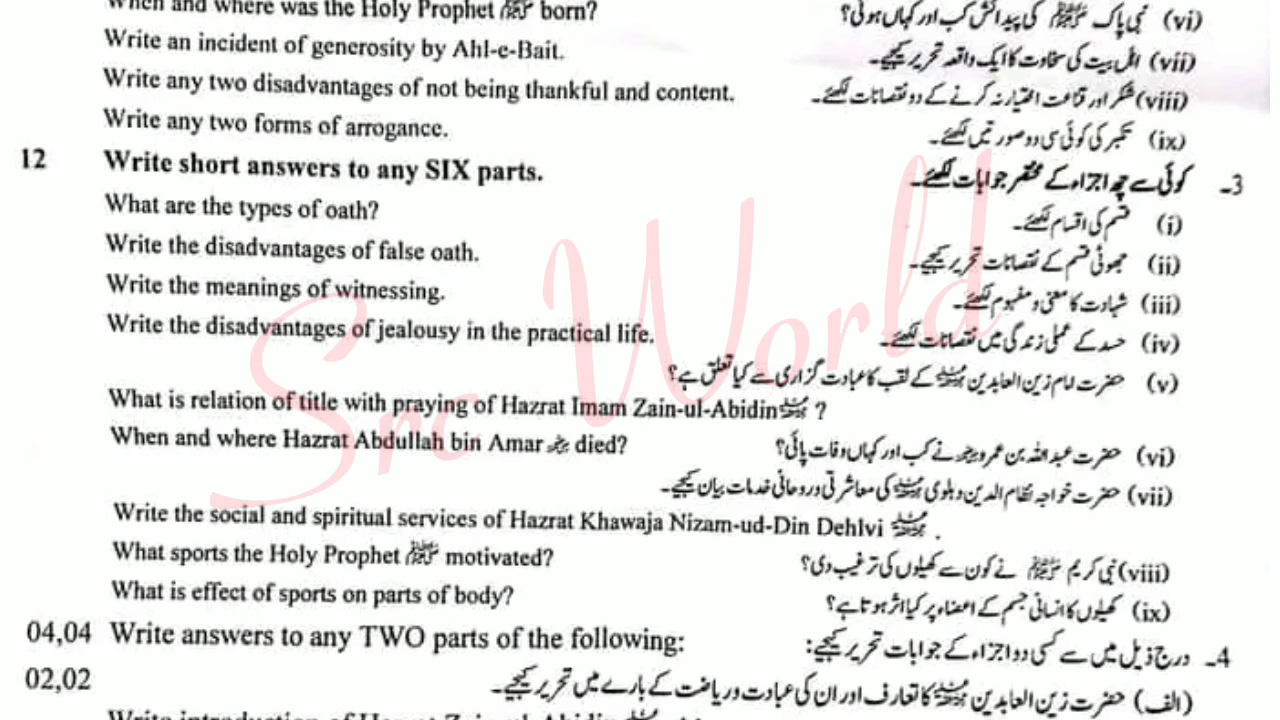 When and where was the Holy Prophet ﷺ born? (vi) نبی پاک ﷺ کی پیدائش کب اور کہاں ہوئی؟
Write an incident of generosity by Ahl-e-Bait. (vii) اہل بیت کی سخاوت کا ایک واقعہ تحریر کیجیے۔
Write any two disadvantages of not being thankful and content. (viii) شکر اور قناعت اختیار نہ کرنے کے دو نقصانات لکھئے۔
Write any two forms of arrogance. (ix) تکبر کی کوئی سی دو صورتیں لکھئے۔
12 Write short answers to any SIX parts. 3۔ کوئی سے چھ اجزاء کے مختصر جوابات لکھئے۔
What are the types of oath? (i) قسم کی اقسام لکھئے۔
Write the disadvantages of false oath. (ii) جھوٹی قسم کے نقصانات تحریر کیجیے۔
Write the meanings of witnessing. (iii) شہادت کا معنی و مفہوم لکھئے۔
Write the disadvantages of jealousy in the practical life. (iv) حسد کے عملی زندگی میں نقصانات لکھئے۔
(v) حضرت امام زین العابدین کے لقب کا عبادت گزاری سے کیا تعلق ہے؟
What is relation of title with praying of Hazrat Imam Zain-ul-Abidin ?
When and where Hazrat Abdullah bin Amar died? (vi) حضرت عبداللہ بن عمرو نے کب اور کہاں وفات پائی؟
(vii) حضرت خواجہ نظام الدین دہلوی کی معاشرتی و روحانی خدمات بیان کیجیے۔
Write the social and spiritual services of Hazrat Khawaja Nizam-ud-Din Dehlvi .
What sports the Holy Prophet ﷺ motivated? (viii) نبی کریم ﷺ نے کون سے کھیلوں کی ترغیب دی؟
What is effect of sports on parts of body? (ix) کھیلوں کا انسانی جسم کے اعضاء پر کیا اثر ہوتا ہے؟
04,04 Write answers to any TWO parts of the following: 4۔ درج ذیل میں سے کسی دو اجزاء کے جوابات تحریر کیجیے:
02,02 (الف) حضرت زین العابدین کا تعارف اور ان کی عبادت و ریاضت کے بارے میں تحریر کیجیے۔
Src World